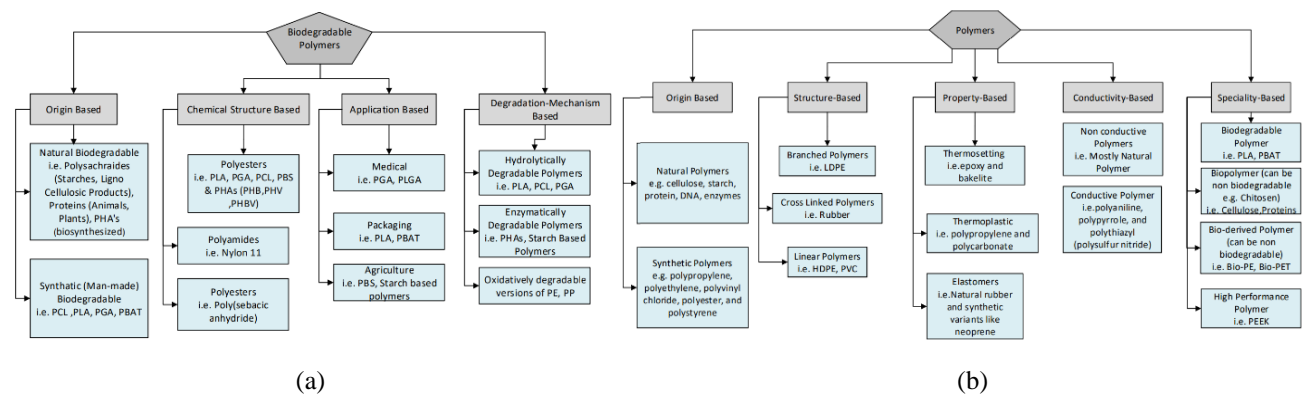 Biodegradable
Polymers
Origin Based
Natural Biodegradable
i.e. Polysachrides
(Starches, Ligno
Cellulosic Products),
Proteins (Animals,
Plants), PHA's
(biosynthesized)
Synthetic (Man-made)
Biodegradable
i.e. PCL ,PLA, PGA, PBAT
Chemical Structure Based
Polyesters
i.e. PLA, PGA, PCL, PBS
& PHAs (PHB,PHV
,PHBV)
Polyamides
i.e. Nylon 11
Polyesters
i.e. Poly(sebacic
anhydride)
Application Based
Medical
i.e. PGA, PLGA
Packaging
i.e. PLA, PBAT
Agriculture
i.e. PBS, Starch based
polymers
Degradation-Mechanism
Based
Hydrolytically
Degradable Polymers
i.e. PLA, PCL, PGA
Enzymatically
Degradable Polymers
i.e. PHAs, Starch Based
Polymers
Oxidatively degradable
versions of PE, PP
(a)
Polymers
Origin Based
Natural Polymers
e.g. cellulose, starch,
protein, DNA, enzymes
Synthetic Polymers
e.g. polypropylene,
polyethylene, polyvinyl
chloride, polyester, and
polystyrene
Structure-Based
Branched Polymers
i.e. LDPE
Cross Linked Polymers
i.e. Rubber
Linear Polymers
i.e. HDPE, PVC
Property-Based
Thermosetting
i.e.epoxy and
bakelite
Thermoplastic
i.e. polypropylene and
polycarbonate
Elastomers
i.e.Natural rubber
and synthetic
variants like
neoprene
Conductivity-Based
Non conductive
Polymers
i.e. Mostly Natural
Polymer
Conductive Polymer
i.e.polyaniline,
polypyrrole, and
polythiazyl
(polysulfur nitride)
Speciality-Based
Biodegradable
Polymer
i.e. PLA, PBAT
Biopolymer (can be
non biodegradable
e.g. Chitosen)
i.e. Cellulose,Proteins
Bio-derived Polymer
(can be non
biodegradable)
i.e. Bio-PE, Bio-PET
High Performance
Polymer
i.e. PEEK
(b)